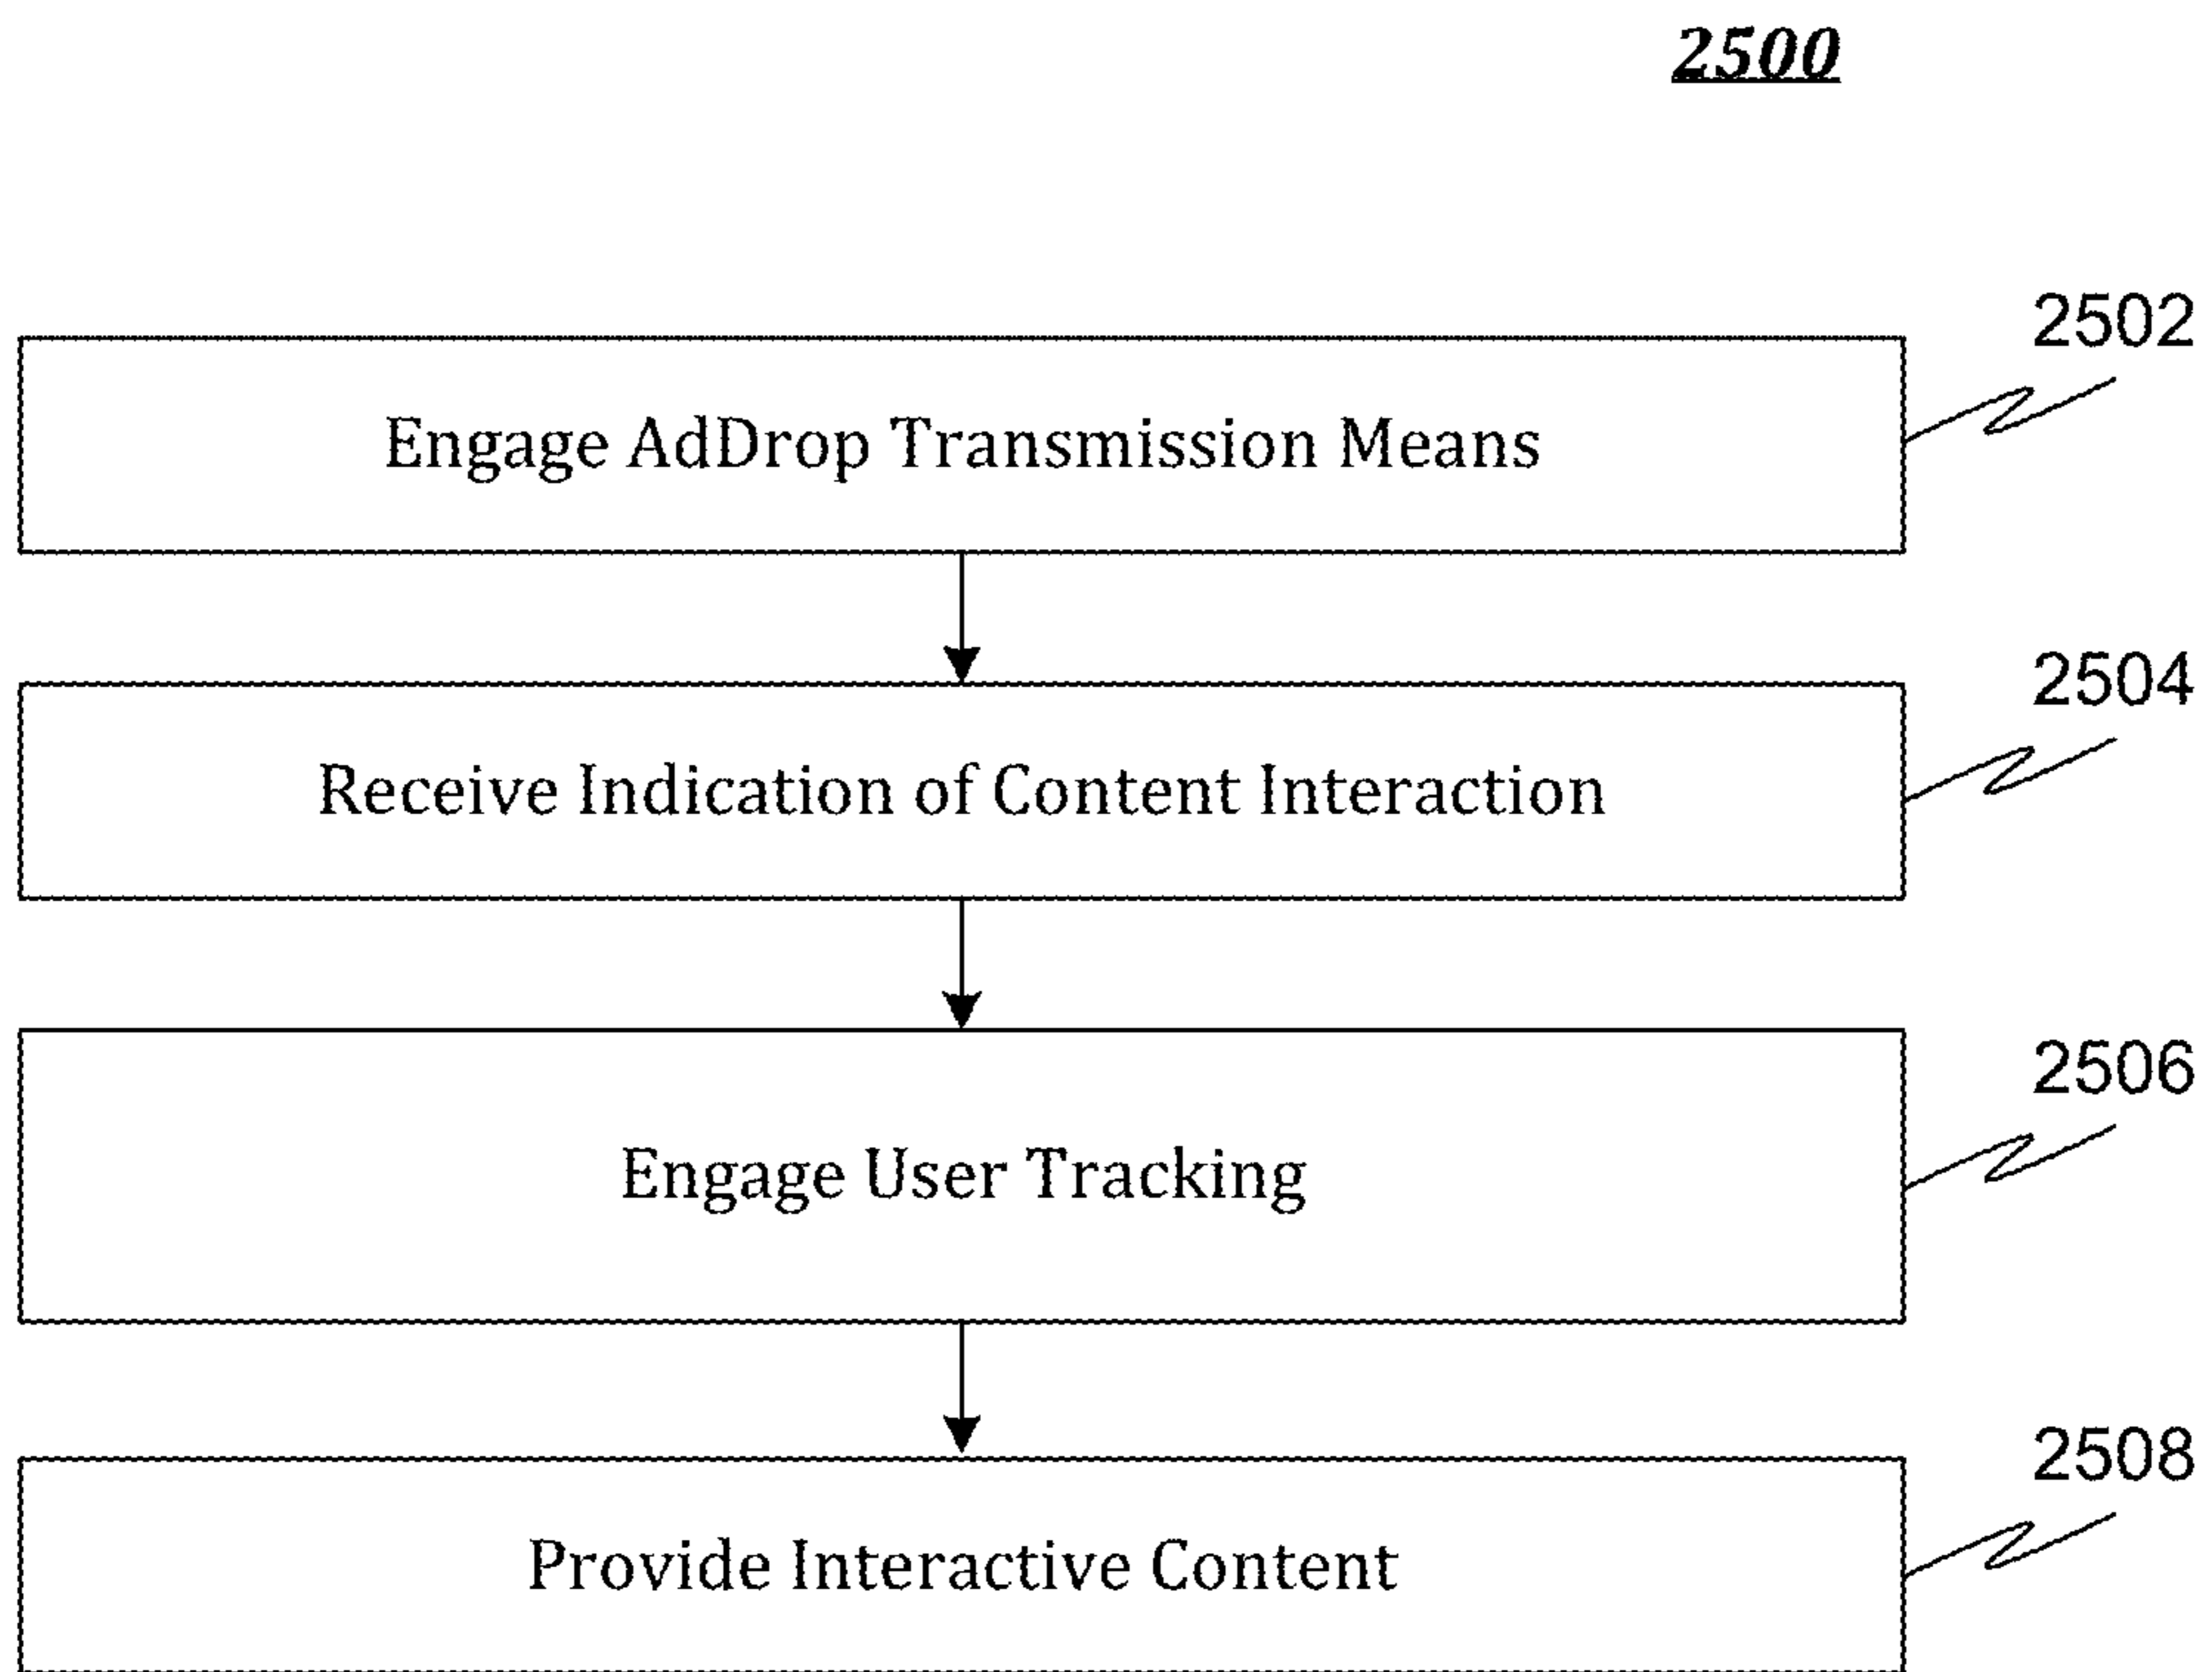 2500
2502
Engage AdDrop Transmission Means
2504
Receive Indication of Content Interaction
2506
Engage User Tracking
2508
Provide Interactive Content